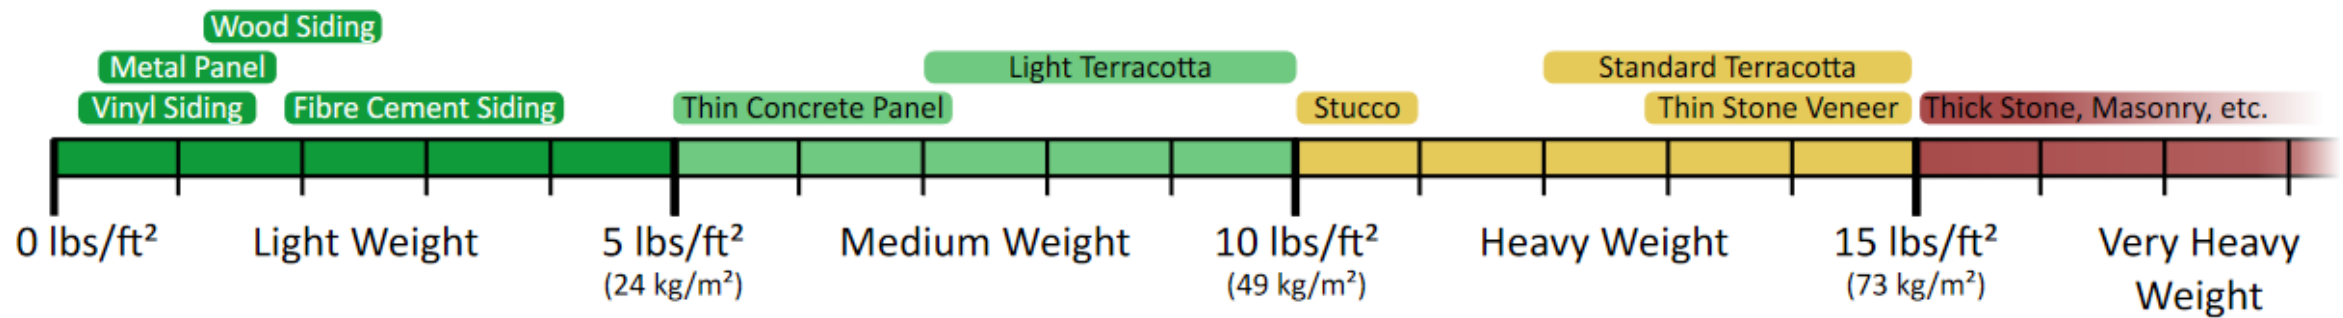 Wood Siding
Metal Panel
Light Terracotta
Standard Terracotta
Vinyl Siding
Fibre Cement Siding
Thin Concrete Panel
Stucco
Thin Stone Veneer
Thick Stone, Masonry, etc.
0 lbs/ft²
Light Weight
5 lbs/ft²
(24 kg/m²)
Medium Weight
10 lbs/ft²
(49 kg/m²)
Heavy Weight
15 lbs/ft²
(73 kg/m²)
Very Heavy
Weight